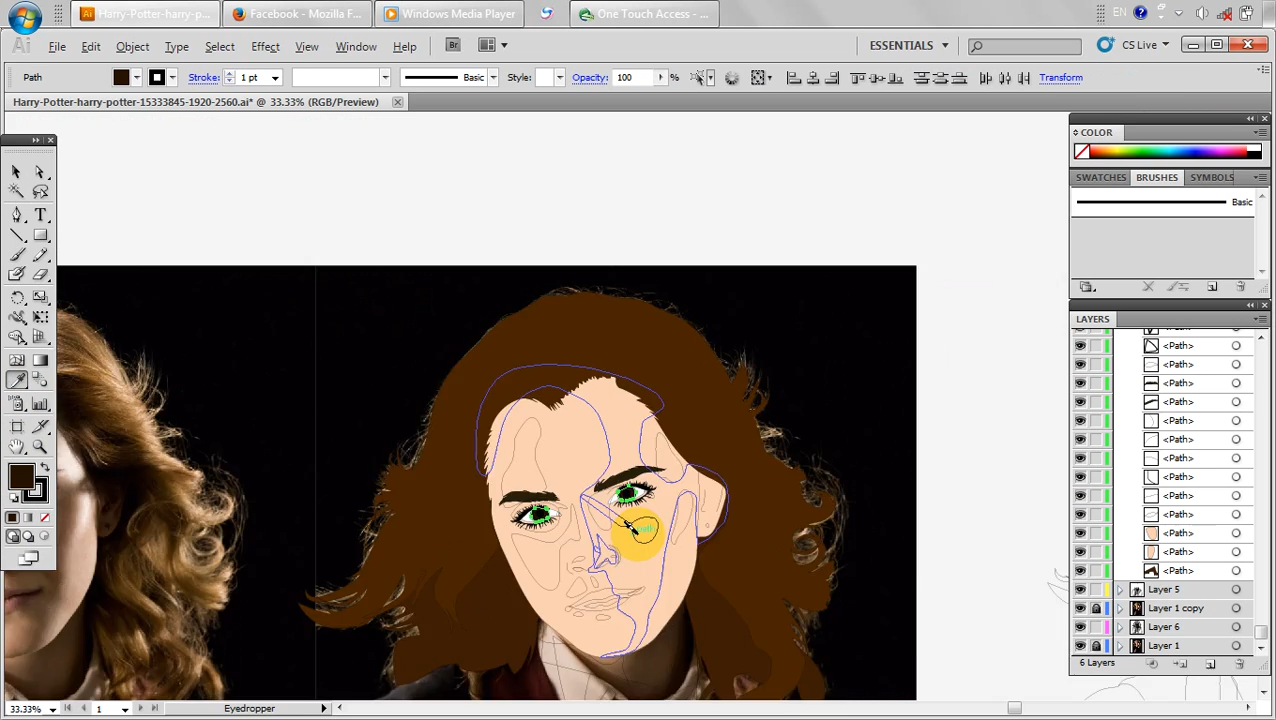 Harry-Potter-harry-p...
Facebook - Mozilla F...
Windows Media Player
One Touch Access - ...
EN
Ai
File
Edit
Object
Type
Select
Effect
View
Window
Help
Br
ESSENTIALS
CS Live
Path
Stroke:
1 pt
Basic
Style:
Opacity:
100
%
Transform
Harry-Potter-harry-potter-15333845-1920-2560.ai* @ 33.33% (RGB/Preview)
COLOR
SWATCHES
BRUSHES
SYMBOLS
Basic
LAYERS
<Path>
<Path>
<Path>
<Path>
<Path>
<Path>
<Path>
<Path>
<Path>
<Path>
<Path>
<Path>
<Path>
Layer 5
Layer 1 copy
Layer 6
Layer 1
6 Layers
33.33%
1
Eyedropper